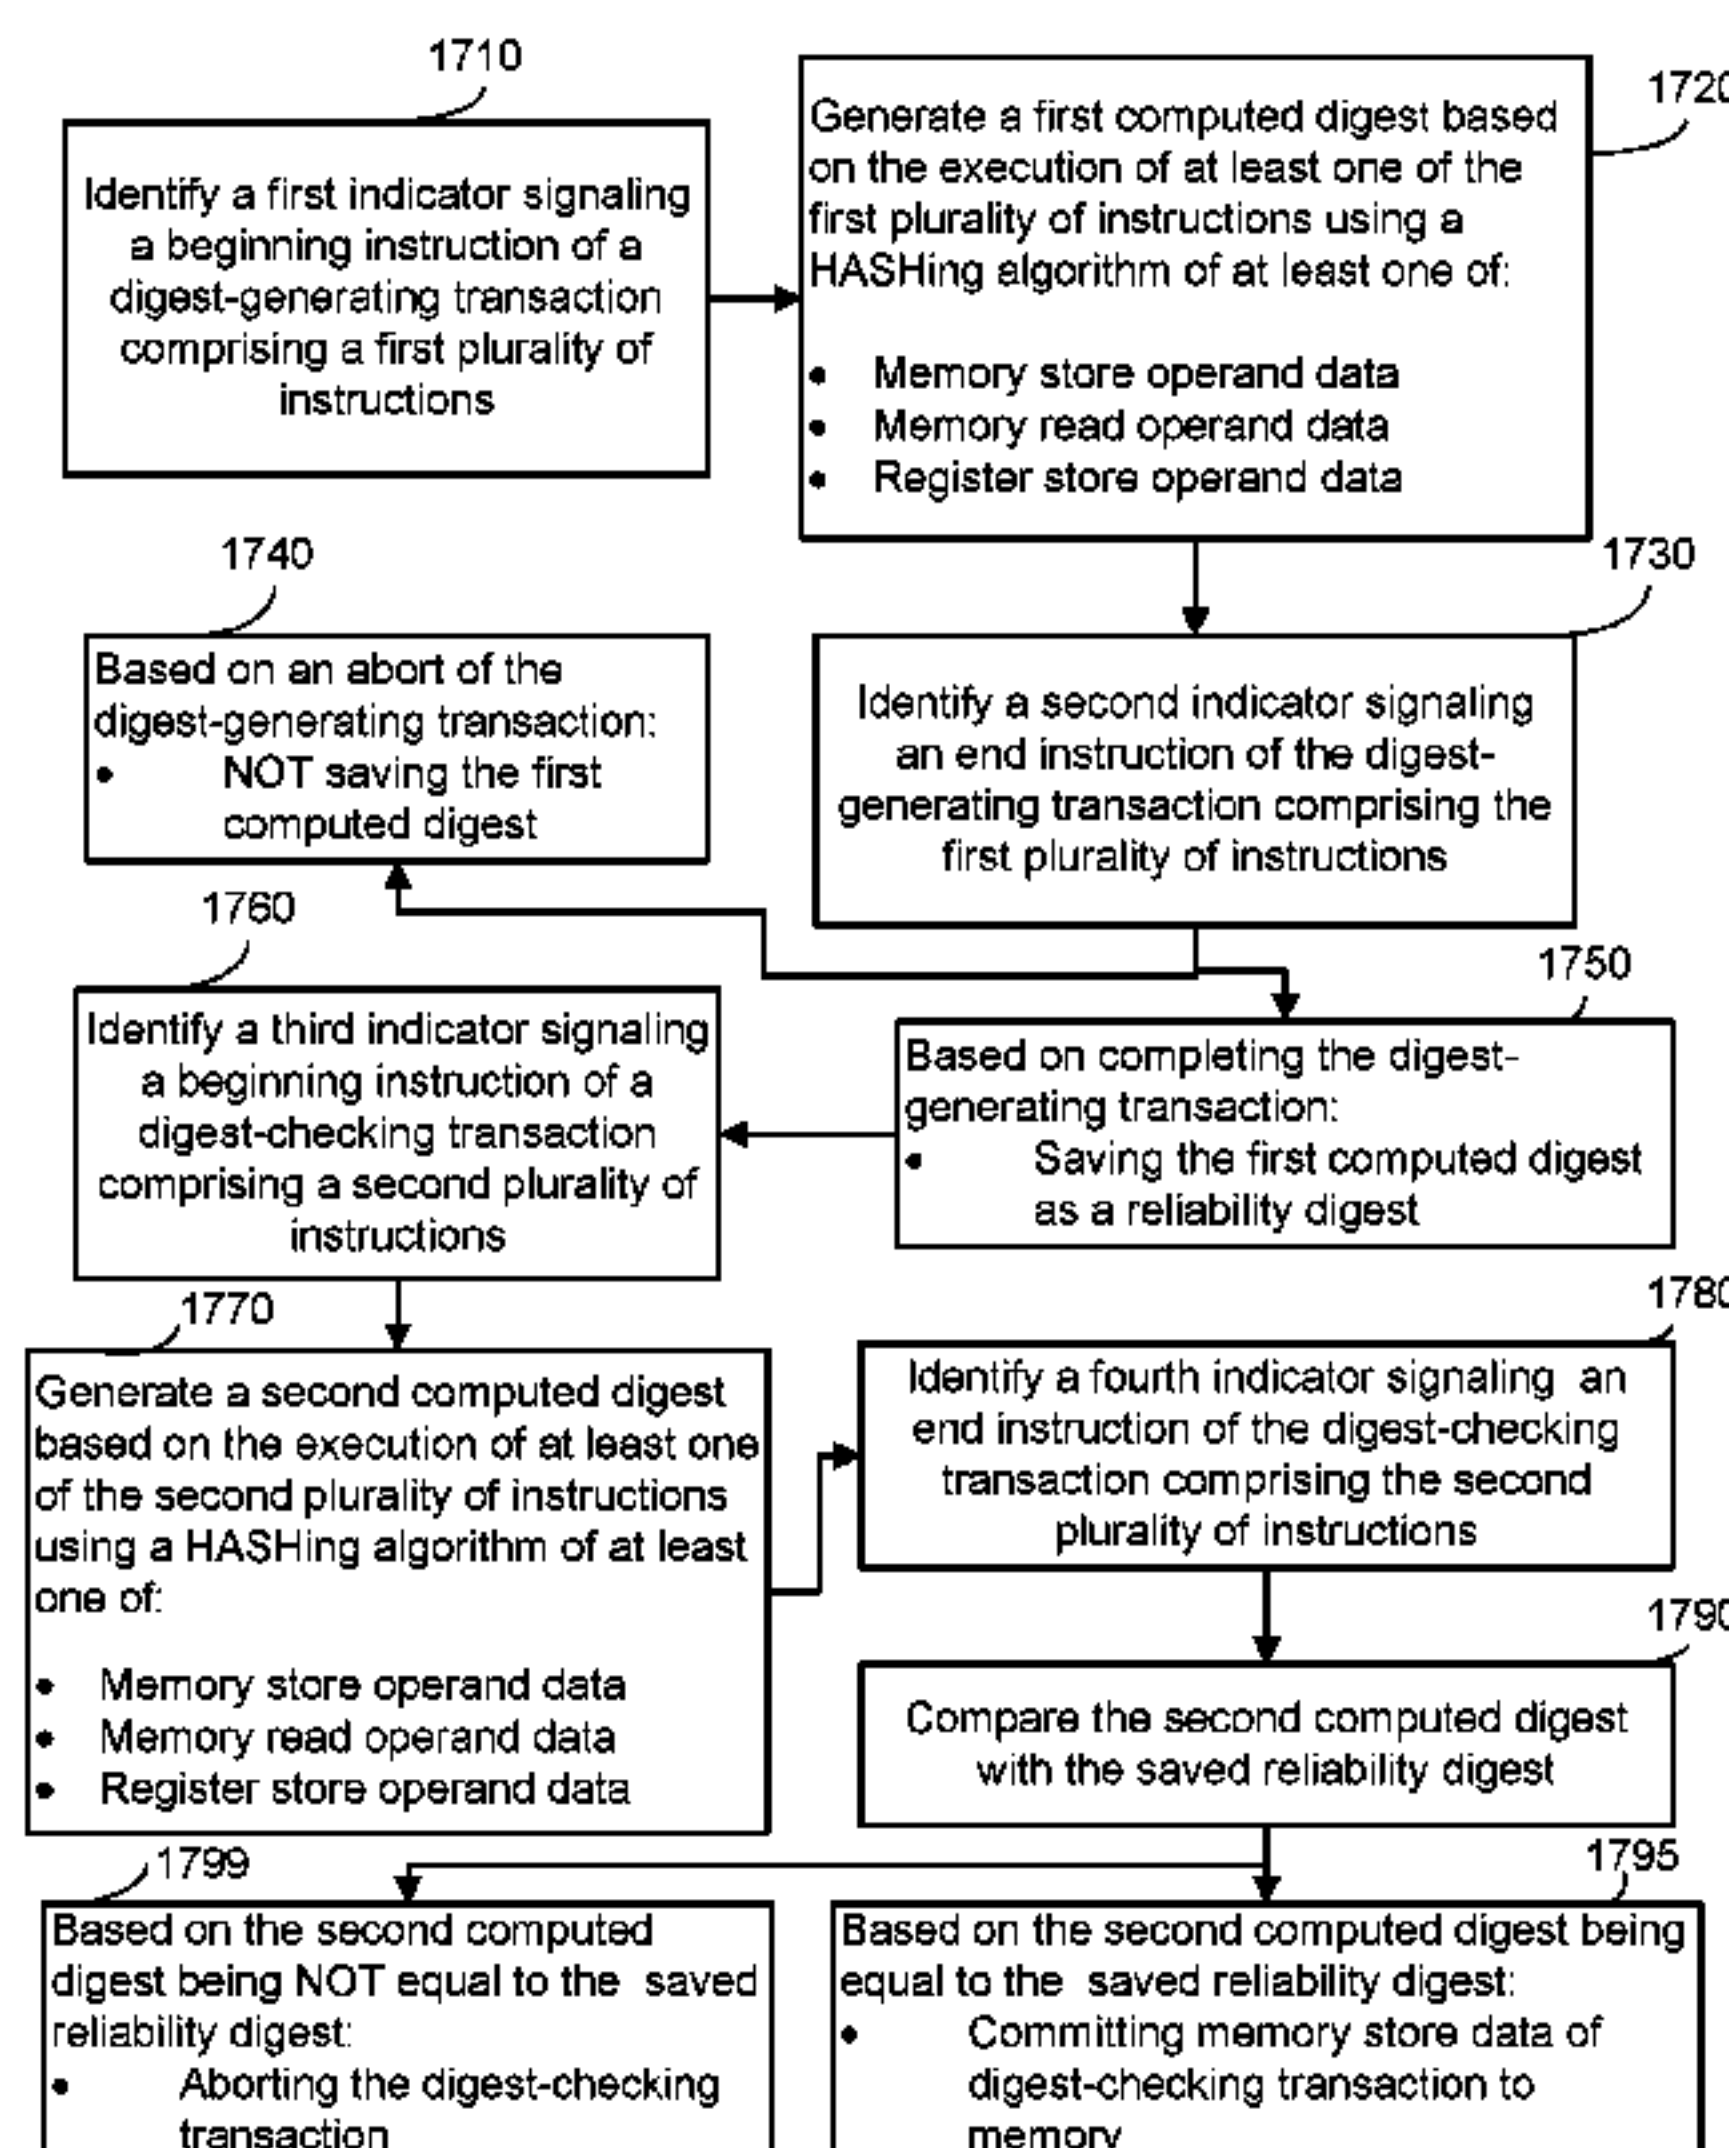 1710
Identify a first indicator signaling
a beginning instruction of a
digest-generating transaction
comprising a first plurality of
instructions
1720
Generate a first computed digest based
on the execution of at least one of the
first plurality of instructions using a
HASHing algorithm of at least one of:
• Memory store operand data
• Memory read operand data
• Register store operand data
1730
Identify a second indicator signaling
an end instruction of the digest-
generating transaction comprising the
first plurality of instructions
1740
Based on an abort of the
digest-generating transaction:
• NOT saving the first
computed digest
1750
Based on completing the digest-
generating transaction:
• Saving the first computed digest
as a reliability digest
1760
Identify a third indicator signaling
a beginning instruction of a
digest-checking transaction
comprising a second plurality of
instructions
1770
Generate a second computed digest
based on the execution of at least one
of the second plurality of instructions
using a HASHing algorithm of at least
one of:
• Memory store operand data
• Memory read operand data
• Register store operand data
1780
Identify a fourth indicator signaling an
end instruction of the digest-checking
transaction comprising the second
plurality of instructions
1790
Compare the second computed digest
with the saved reliability digest
1799
Based on the second computed
digest being NOT equal to the saved
reliability digest:
• Aborting the digest-checking
transaction
1795
Based on the second computed digest being
equal to the saved reliability digest:
• Committing memory store data of
digest-checking transaction to
memory